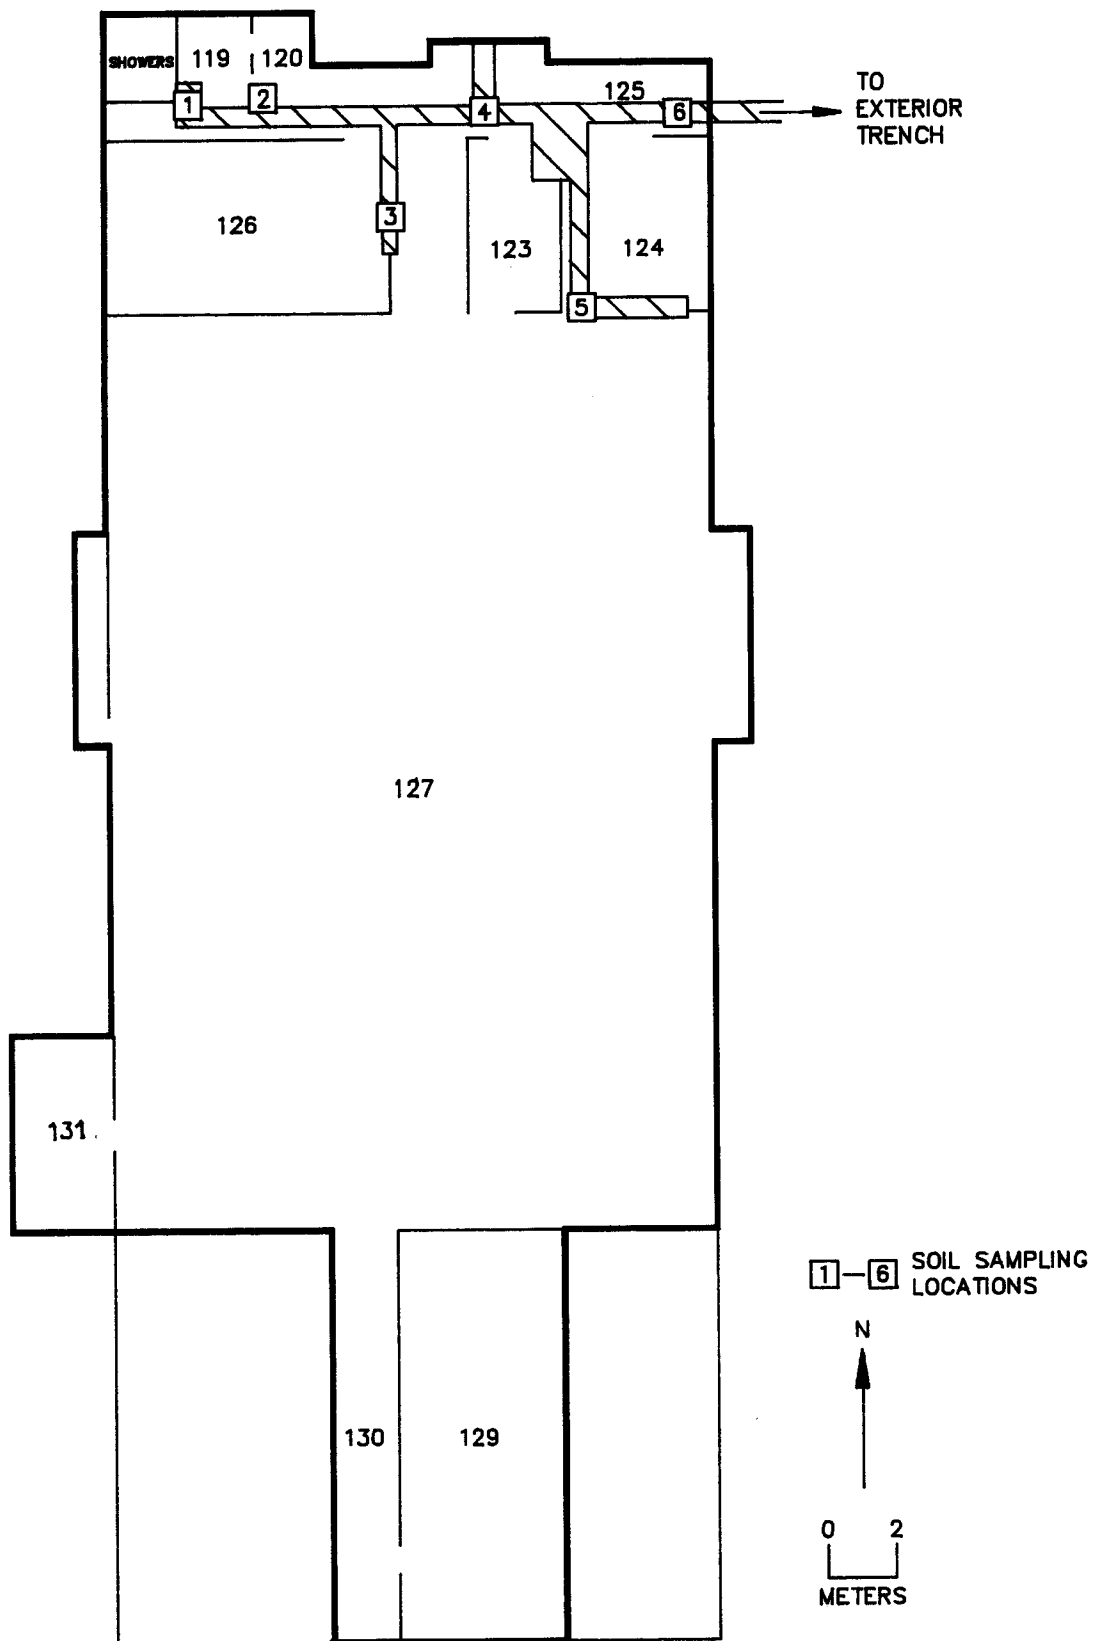 SHOWERS
119
120
125
TO
EXTERIOR
TRENCH
1
2
4
6
126
3
123
124
5
127
131
1 — 6 SOIL SAMPLING
LOCATIONS
N
130
129
0 2
METERS